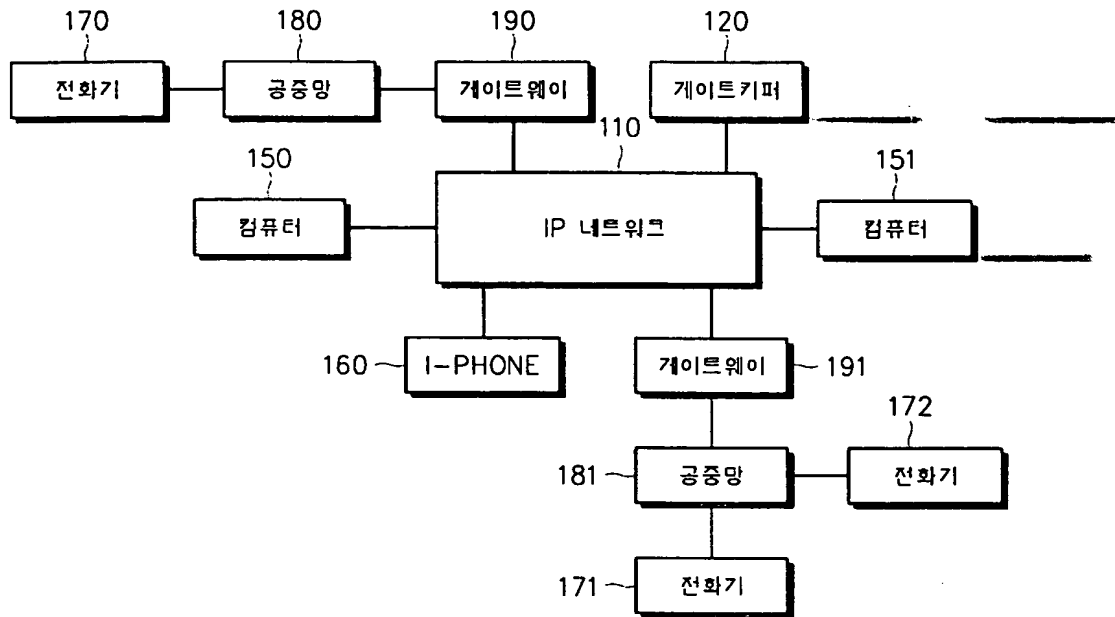 170
180
190
120
전화기
공중망
게이트웨이
게이트키퍼
110
150
151
컴퓨터
IP 네트워크
컴퓨터
160
I-PHONE
게이트웨이
191
172
181
공중망
전화기
171
전화기